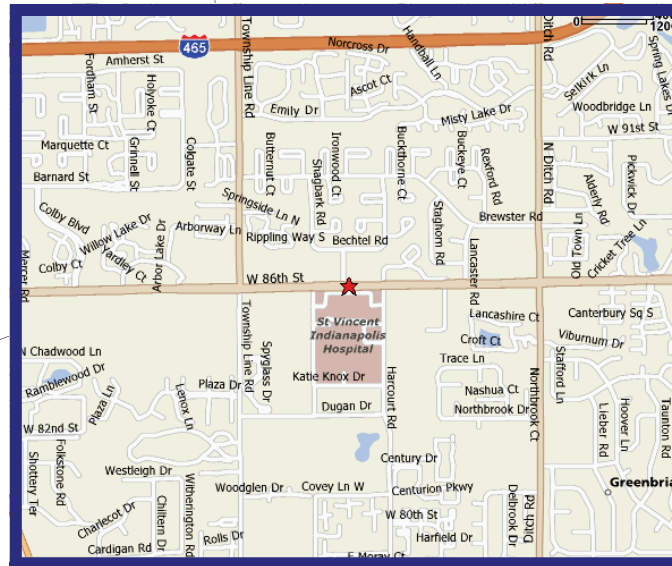 465
Norcross Dr
Handball Ln
Amherst St
Fordham St
Holyoke Ct
Township Line Rd
Ascot Ct
Emily Dr
Misty Lake Dr
Ditch Rd
Selkirk Ln
Spring Lakes Dr
Woodbridge Ln
W 91st St
Marquette Ct
Grinnell St
Colgate St
Butternut Ct
Shagbark Rd
Ironwood Ct
Buckthorne Ct
Buckeye Ct
Rexford Rd
N Ditch Rd
Alderly Rd
Pickwick Dr
Barnard St
Springside Ln N
Staghorn Rd
Brewster Rd
Old Town Ln
Cricket Tree Ln
Colby Blvd
Willow Lake Dr
Arborway Ln
Rippling Way S
Bechtel Rd
Lancaster Rd
Colby Ct
Yardley Ct
Arbor Lake Dr
Mercer Rd
W 86th St
St Vincent
Indianapolis
Hospital
Lancashire Ct
Canterbury Sq S
Township Line Rd
Spyglass Dr
Croft Ct
Viburnum Dr
N Chadwood Ln
Trace Ln
Stafford Ln
Ramblewood Dr
Plaza Ln
Lenox Ln
Plaza Dr
Katie Knox Dr
Harcourt Rd
Nashua Ct
Northbrook Dr
Northbrook Ct
Dugan Dr
Lieber Rd
Hoover Ln
Taunton Rd
W 82nd St
Folkstone Rd
Shottery Ter
Westleigh Dr
Century Dr
Woodglen Dr
Covey Ln W
Centurion Pkwy
Greenbria
Charlecot Dr
Chiltern Dr
Witherington Rd
W 80th St
Delbrook Dr
Ditch Rd
Cardigan Rd
Rolls Dr
Harfield Dr
E Moray Ct